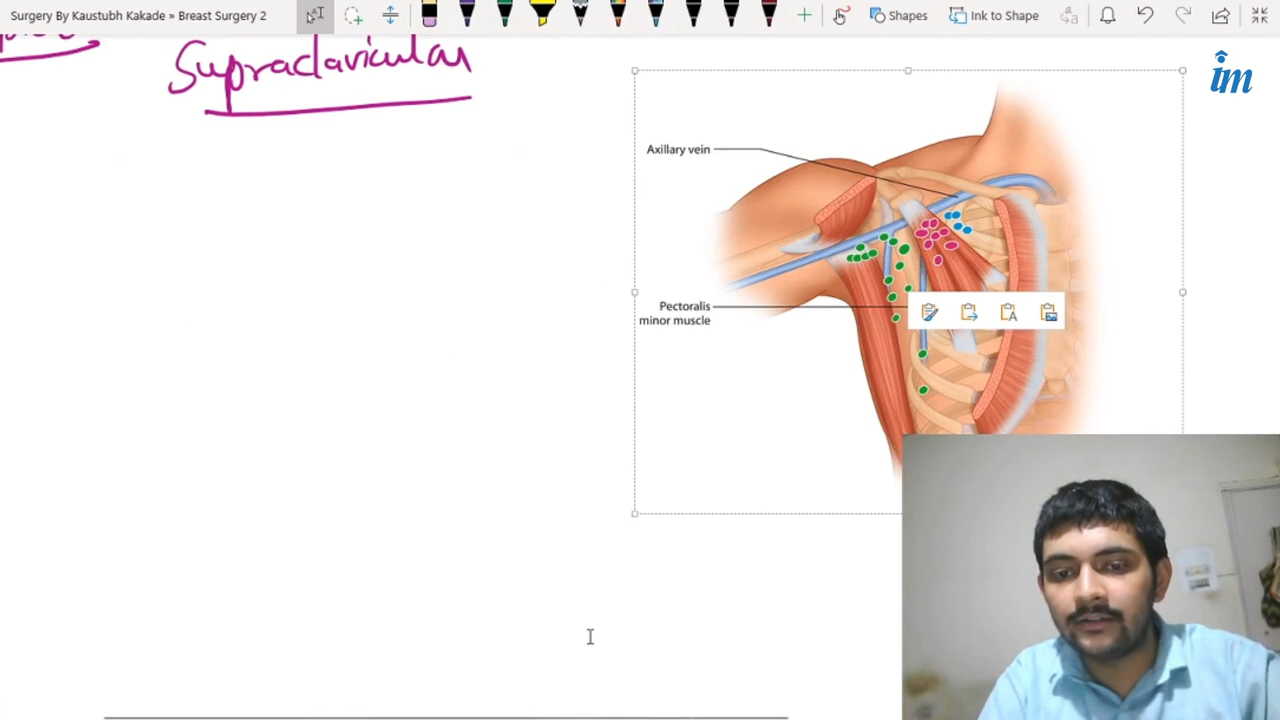 Surgery By Kaustubh Kakade » Breast Surgery 2
Shapes
Ink to Shape
im
Supraclavicular
Axillary vein
Pectoralis
minor muscle